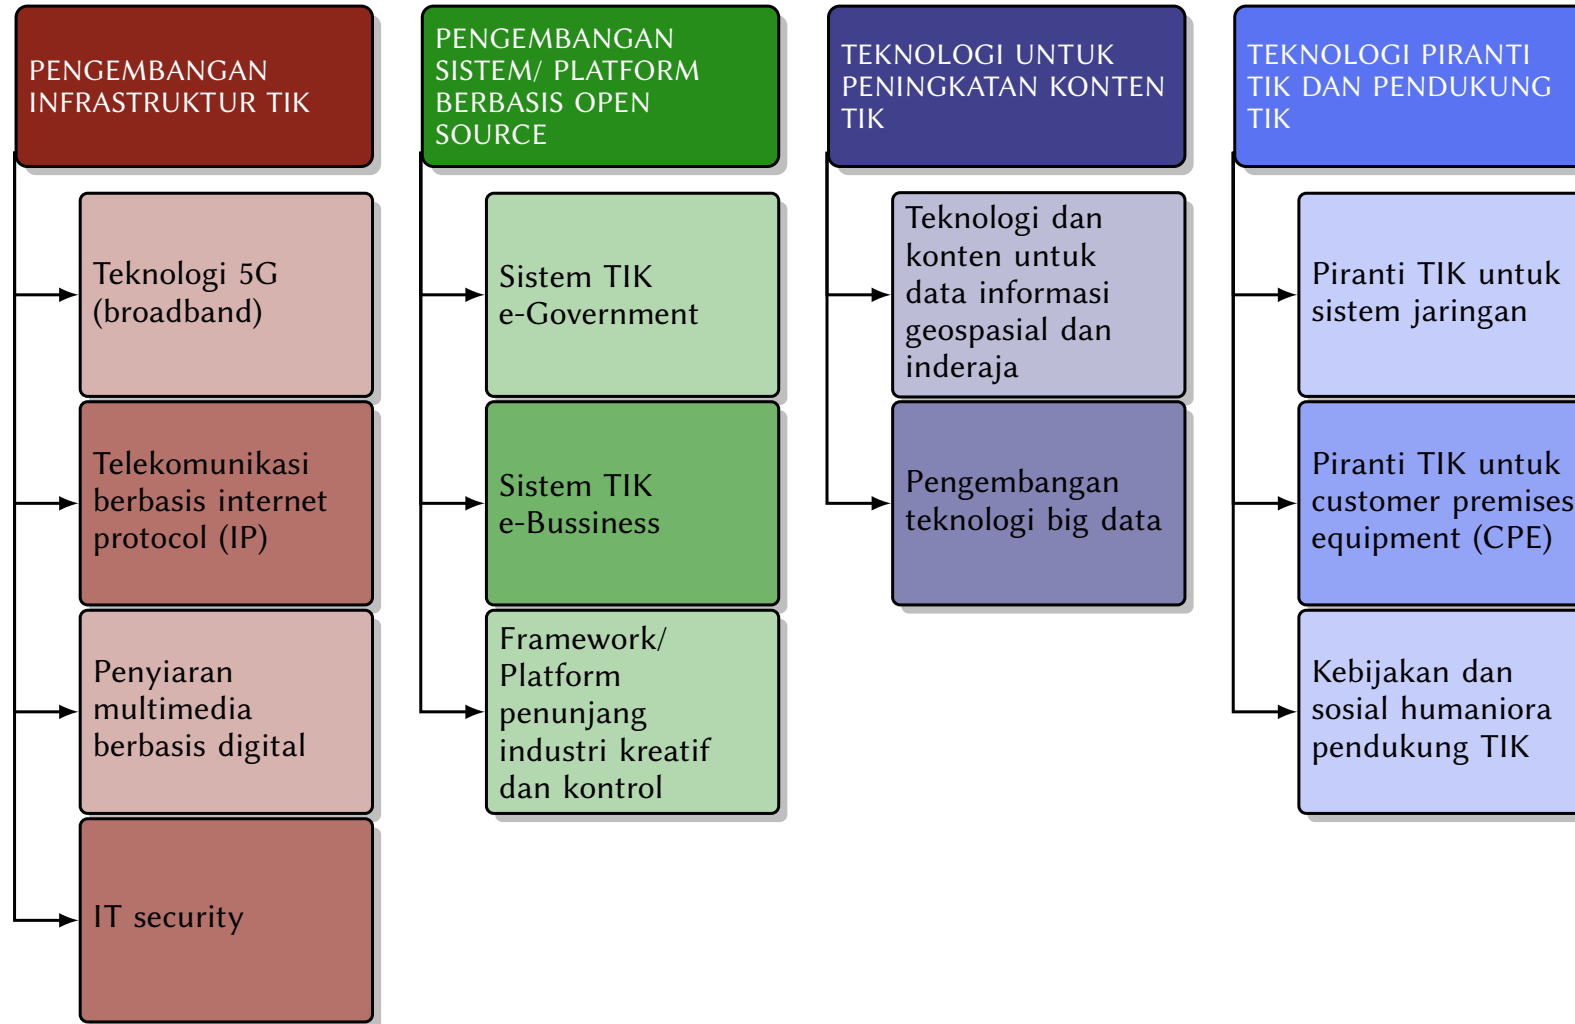 PENGEMBANGAN
INFRASTRUKTUR TIK
Teknologi 5G
(broadband)
Telekomunikasi
berbasis internet
protocol (IP)
Penyiaran
multimedia
berbasis digital
IT security
PENGEMBANGAN
SISTEM/ PLATFORM
BERBASIS OPEN
SOURCE
Sistem TIK
e-Government
Sistem TIK
e-Bussiness
Framework/
Platform
penunjang
industri kreatif
dan kontrol
TEKNOLOGI UNTUK
PENINGKATAN KONTEN
TIK
Teknologi dan
konten untuk
data informasi
geospasial dan
inderaja
Pengembangan
teknologi big data
TEKNOLOGI PIRANTI
TIK DAN PENDUKUNG
TIK
Piranti TIK untuk
sistem jaringan
Piranti TIK untuk
customer premises
equipment (CPE)
Kebijakan dan
sosial humaniora
pendukung TIK